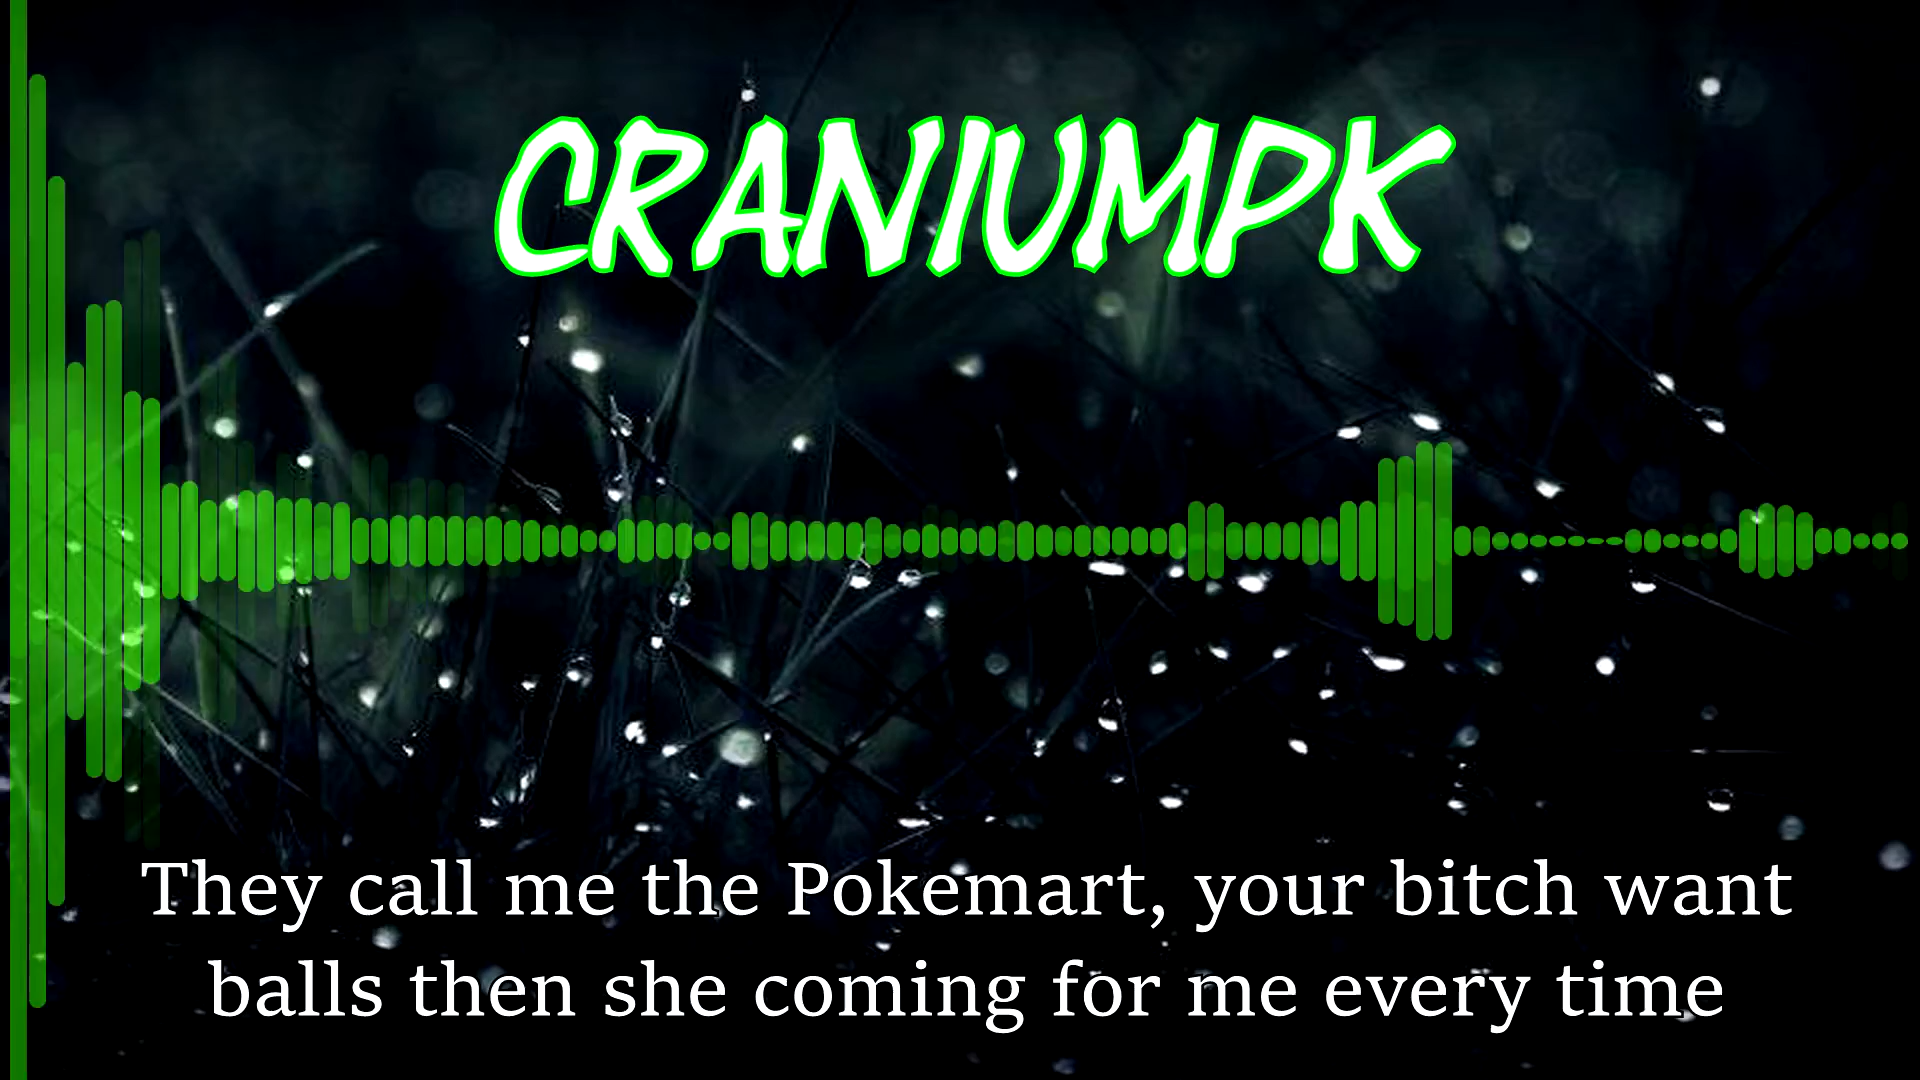 CRANIUMPK
They call me the Pokemart, your bitch want
balls then she coming for me every time